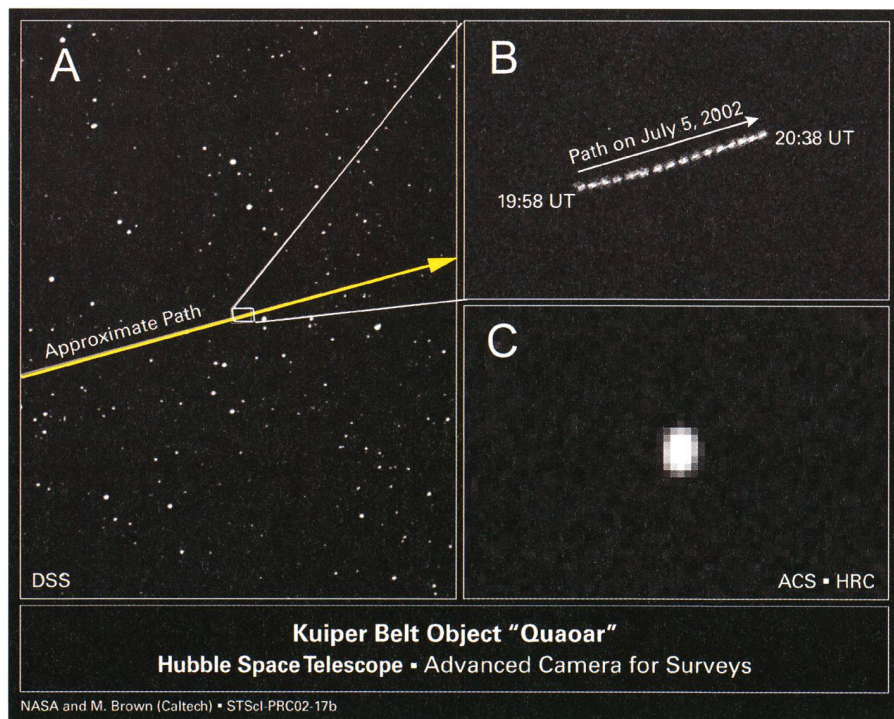 A
Approximate Path
DSS
B
Path on July 5, 2002
19:58 UT
20:38 UT
C
ACS ▪ HRC
Kuiper Belt Object “Quaoar”
Hubble Space Telescope ▪ Advanced Camera for Surveys
NASA and M. Brown (Caltech) ▪ STScI-PRC02-17b